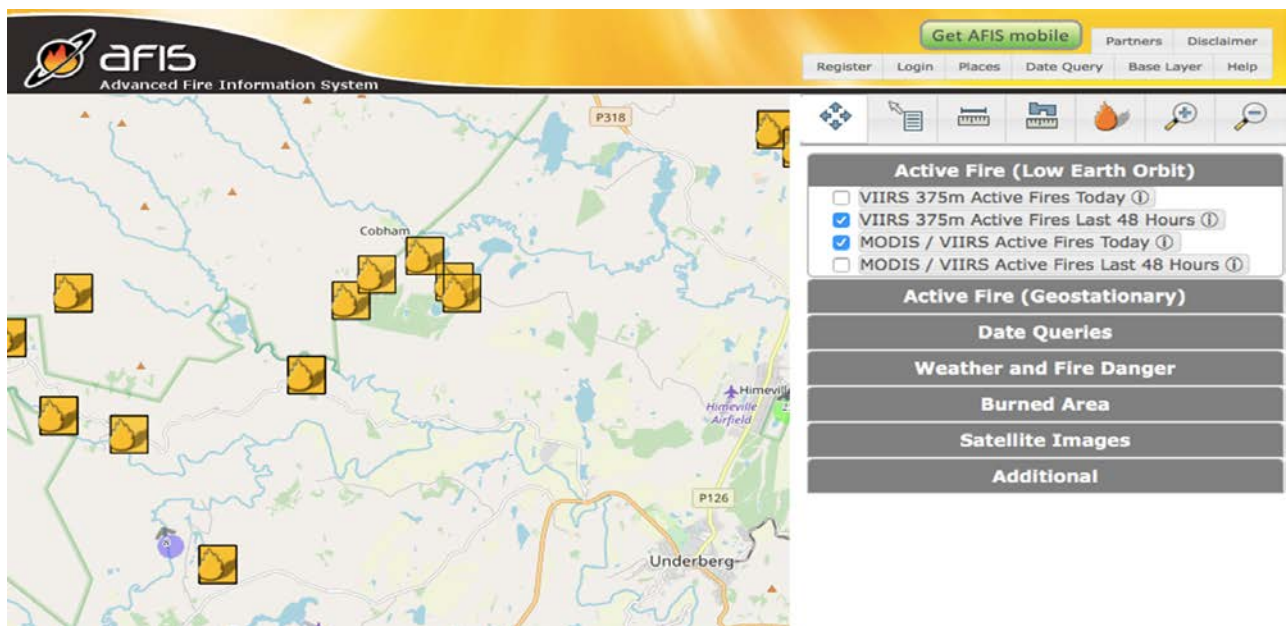 AFIS
Advanced Fire Information System
Get AFIS mobile
Partners Disclaimer
Register Login Places Date Query Base Layer Help
Active Fire (Low Earth Orbit)
VIIRS 375m Active Fires Today
VIIRS 375m Active Fires Last 48 Hours
MODIS / VIIRS Active Fires Today
MODIS / VIIRS Active Fires Last 48 Hours
Active Fire (Geostationary)
Date Queries
Weather and Fire Danger
Burned Area
Satellite Images
Additional
P318
Cobham
Himeville
Airfield
P126
Underberg